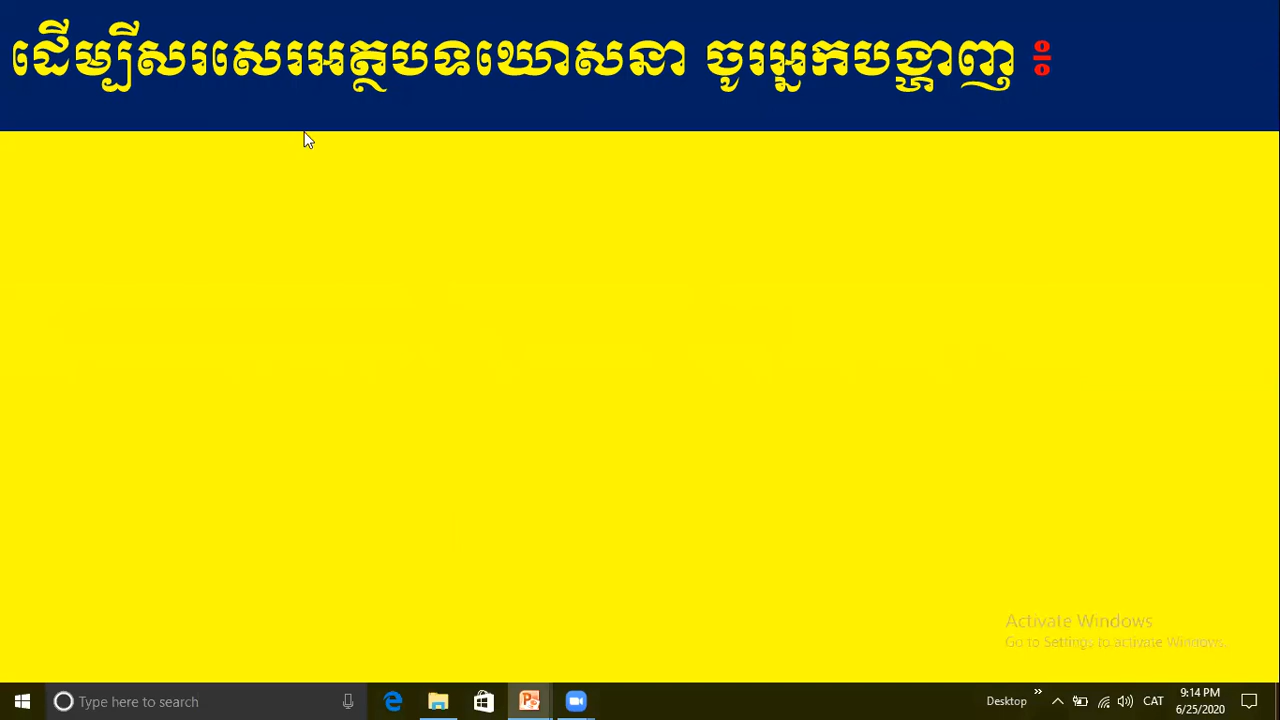 ដើម្បីសរសេរអត្ថបទឃោសនា ចូរអ្នកបង្ហាញ ៖
Activate Windows
Go to Settings to activate Windows.
Type here to search
Desktop
CAT
9:14 PM
6/25/2020